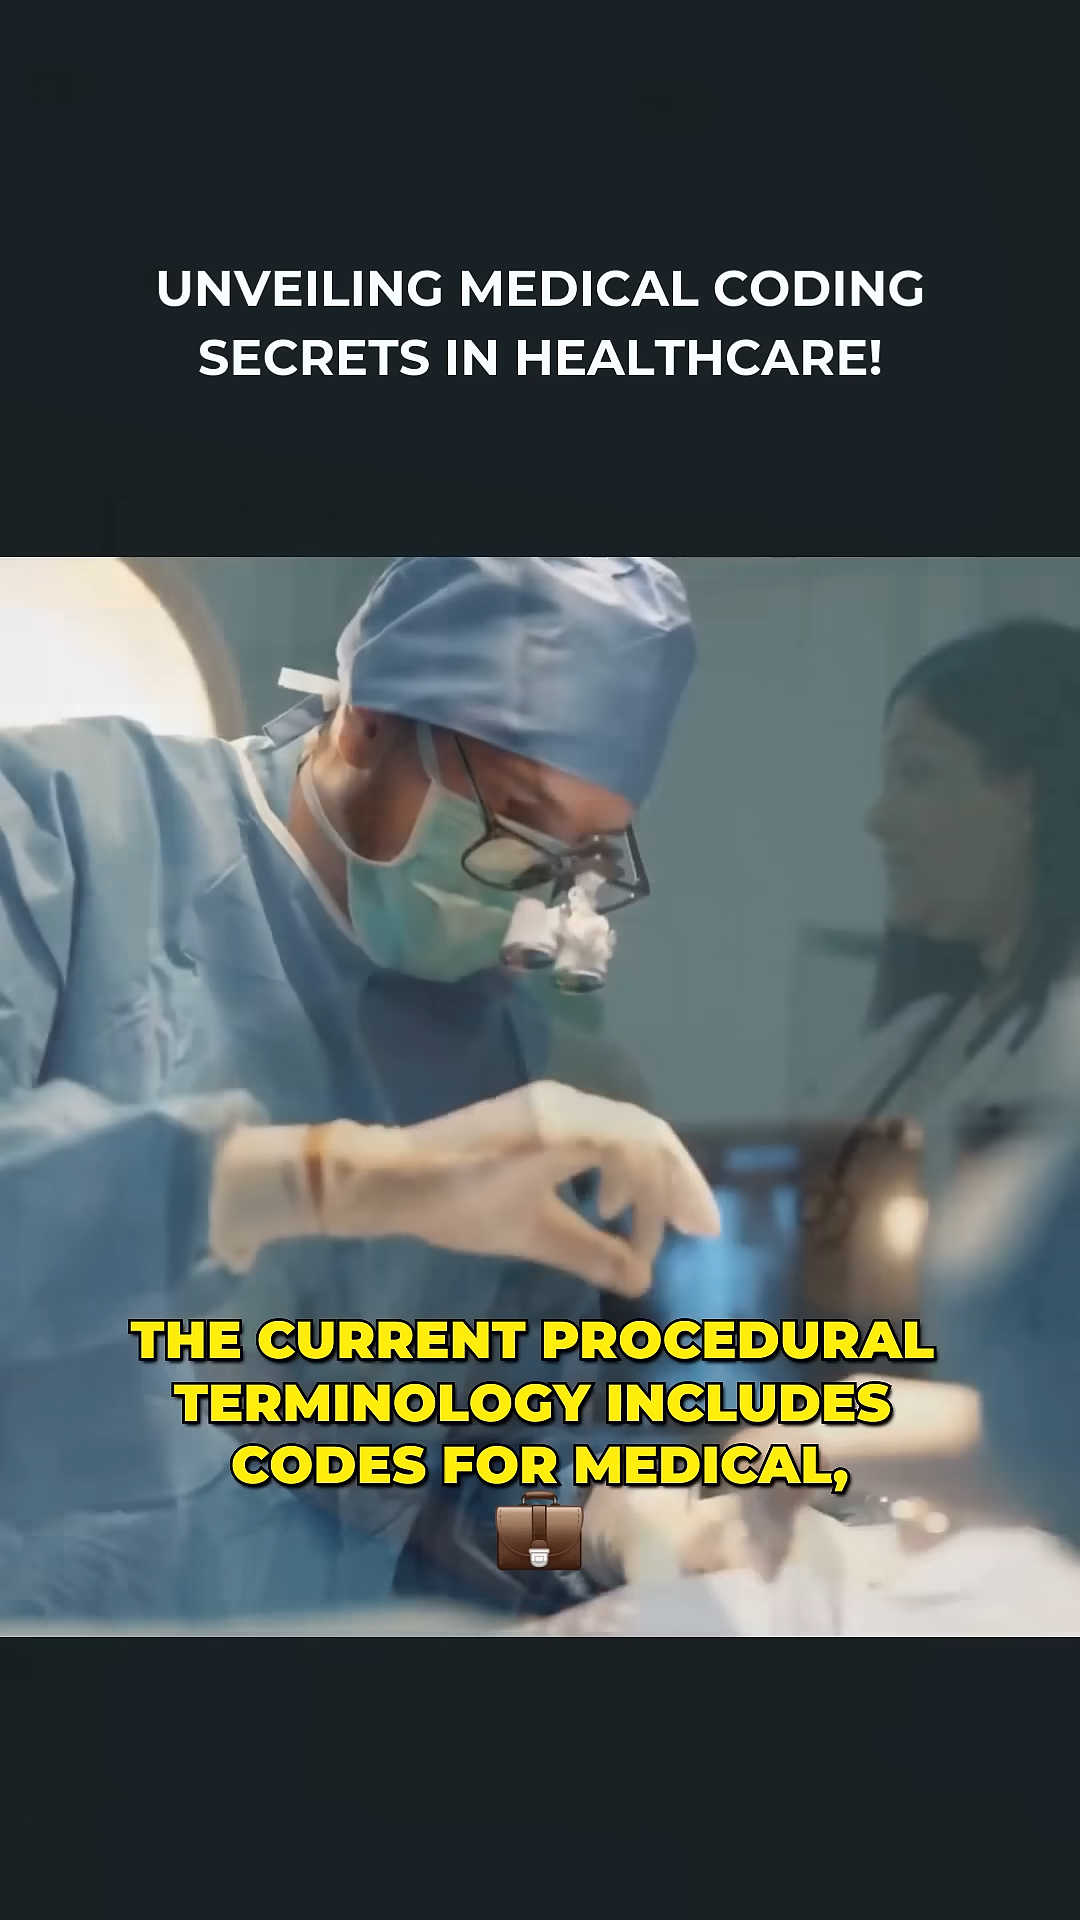 UNVEILING MEDICAL CODING
SECRETS IN HEALTHCARE!
THE CURRENT PROCEDURAL
TERMINOLOGY INCLUDES
CODES FOR MEDICAL,